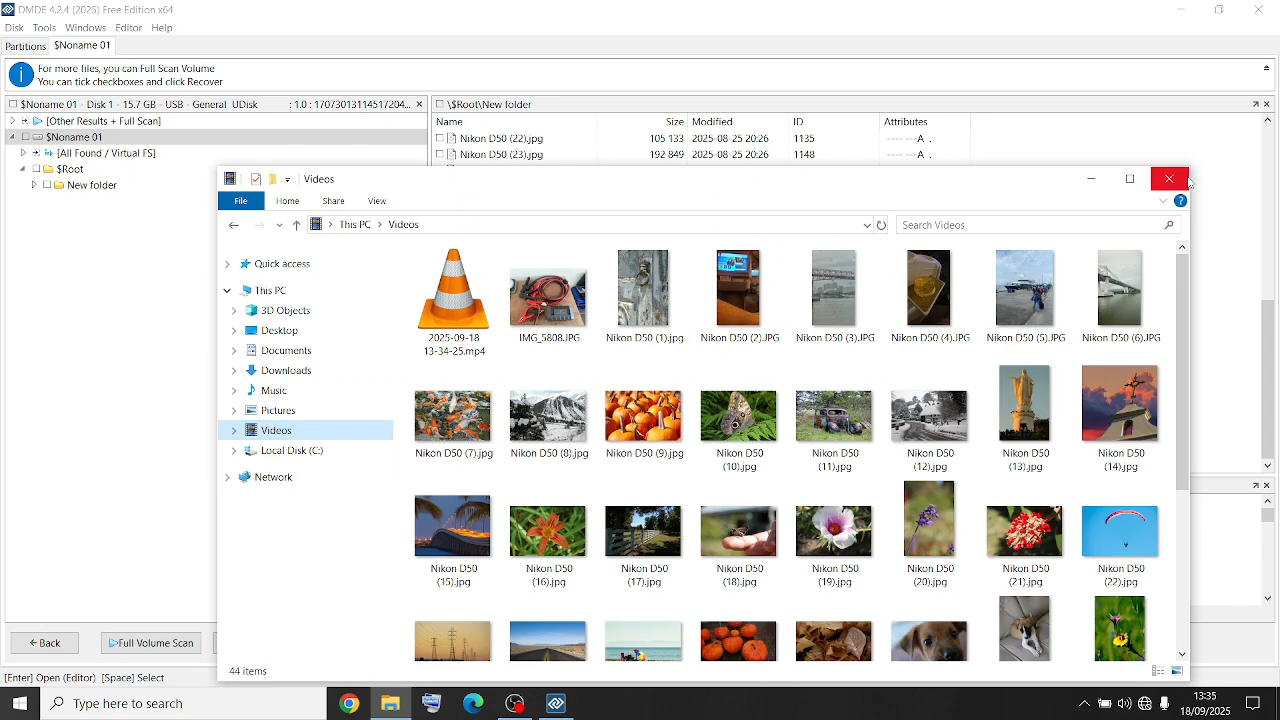 DMDE 4.2.4 (2025) Free Edition x64
Disk Tools Windows Editor Help
Partitions $Noname 01
For more files, you can Full Scan Volume
You can tick checkboxes and click Recover
$Noname 01 - Disk 1 - 15.7 GB - USB - General UDisk : 1.0 : 17073013114517204...
\$Root\New folder
[Other Results + Full Scan]
$Noname 01
[All Found / Virtual FS]
$Root
New folder
Name Size Modified ID Attributes
Nikon D50 (22).jpg 105 133 2025-08-25 20:26 1135 ---- ---A .
Nikon D50 (23).jpg 192 849 2025-08-25 20:26 1148 ---- ---A .
Videos
File Home Share View
This PC > Videos
Search Videos
Quick access
This PC
3D Objects
Desktop
Documents
Downloads
Music
Pictures
Videos
Local Disk (C:)
Network
2025-09-18 13-34-25.mp4
IMG_5808.JPG
Nikon D50 (1).jpg
Nikon D50 (2).JPG
Nikon D50 (3).JPG
Nikon D50 (4).JPG
Nikon D50 (5).JPG
Nikon D50 (6).JPG
Nikon D50 (7).jpg
Nikon D50 (8).jpg
Nikon D50 (9).jpg
Nikon D50 (10).jpg
Nikon D50 (11).jpg
Nikon D50 (12).jpg
Nikon D50 (13).jpg
Nikon D50 (14).jpg
Nikon D50 (15).jpg
Nikon D50 (16).jpg
Nikon D50 (17).jpg
Nikon D50 (18).jpg
Nikon D50 (19).jpg
Nikon D50 (20).jpg
Nikon D50 (21).jpg
Nikon D50 (22).jpg
44 items
Back
Full Volume Scan
[Enter] Open (Editor) [Space] Select
Type here to search
13:35
18/09/2025